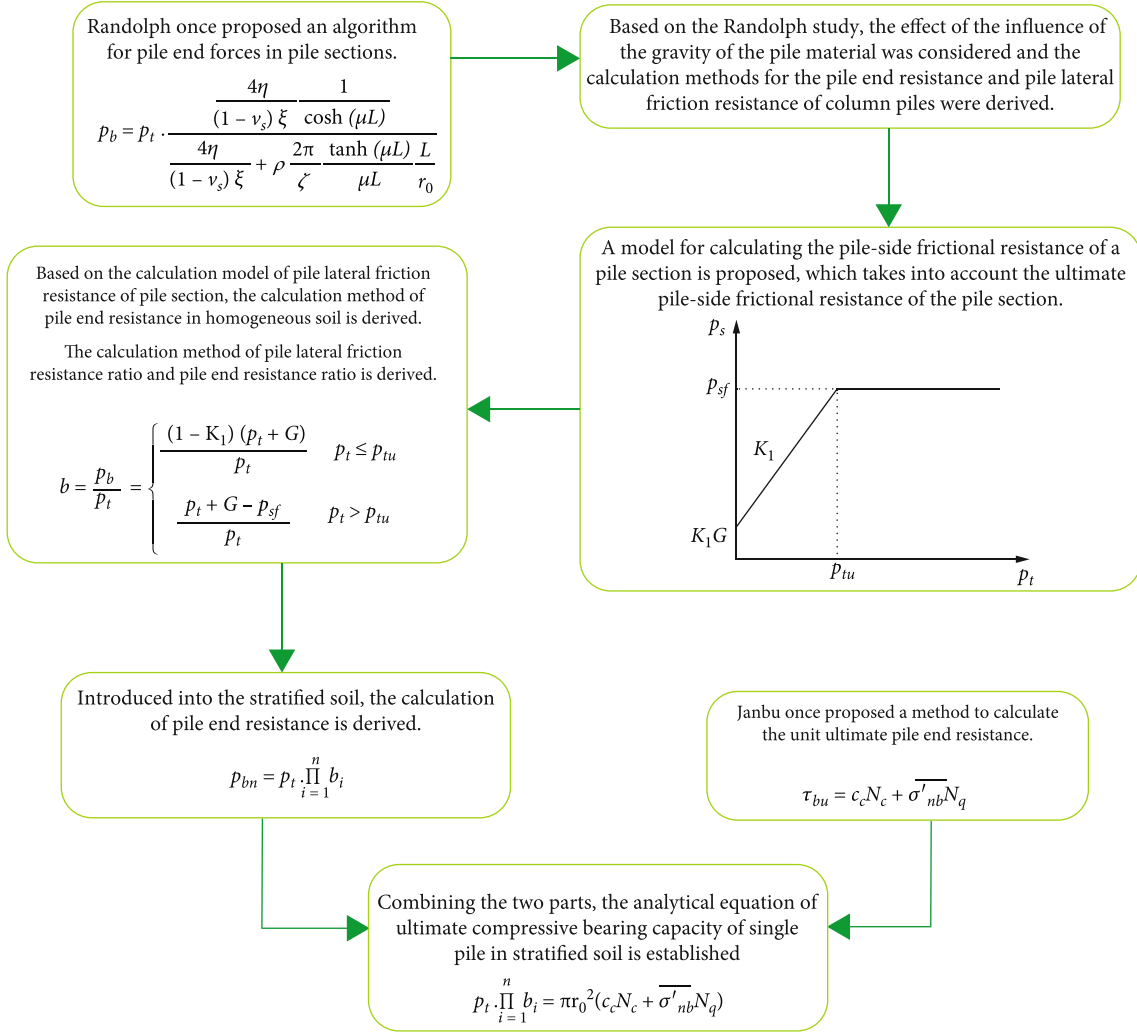 Randolph once proposed an algorithm
for pile end forces in pile sections.
p_b = p_t · (4η/((1 – ν_s) ξ) 1/cosh (μL)) / (4η/((1 – ν_s) ξ) + ρ 2π/ζ tanh (μL)/μL L/r_0)
Based on the Randolph study, the effect of the influence of
the gravity of the pile material was considered and the
calculation methods for the pile end resistance and pile lateral
friction resistance of column piles were derived.
A model for calculating the pile-side frictional resistance of a
pile section is proposed, which takes into account the ultimate
pile-side frictional resistance of the pile section.
p_s
p_sf
K_1
K_1G
p_tu
p_t
Based on the calculation model of pile lateral friction
resistance of pile section, the calculation method of
pile end resistance in homogeneous soil is derived.
The calculation method of pile lateral friction
resistance ratio and pile end resistance ratio is derived.
b = p_b/p_t = { (1 – K_1) (p_t + G)/p_t p_t ≤ p_tu
(p_t + G – p_sf)/p_t p_t > p_tu
Introduced into the stratified soil, the calculation
of pile end resistance is derived.
p_bn = p_t . ∏_{i = 1}^{n} b_i
Janbu once proposed a method to calculate
the unit ultimate pile end resistance.
τ_bu = c_cN_c + \overline{σ'_nb}N_q
Combining the two parts, the analytical equation of
ultimate compressive bearing capacity of single
pile in stratified soil is established
p_t . ∏_{i = 1}^{n} b_i = πr_0^2(c_cN_c + \overline{σ'_nb}N_q)